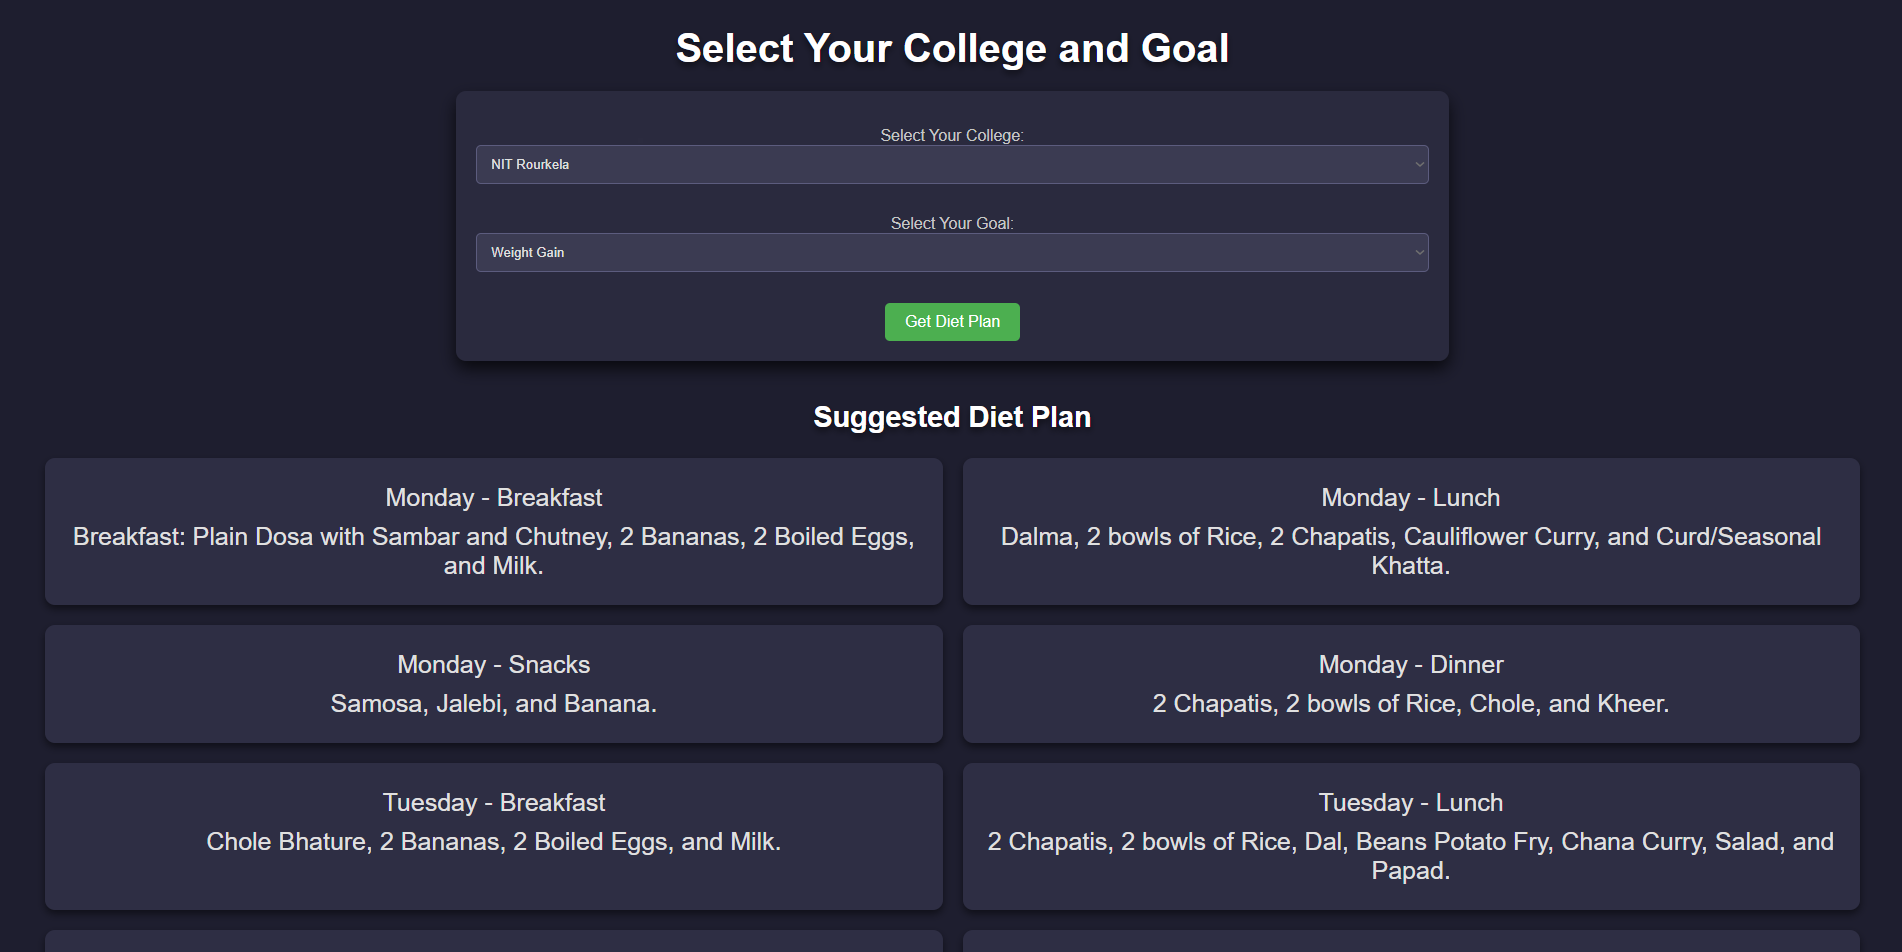 Select Your College and Goal
Select Your College:
NIT Rourkela
Select Your Goal:
Weight Gain
Get Diet Plan
Suggested Diet Plan
Monday - Breakfast
Breakfast: Plain Dosa with Sambar and Chutney, 2 Bananas, 2 Boiled Eggs,
and Milk.
Monday - Lunch
Dalma, 2 bowls of Rice, 2 Chapatis, Cauliflower Curry, and Curd/Seasonal
Khatta.
Monday - Snacks
Samosa, Jalebi, and Banana.
Monday - Dinner
2 Chapatis, 2 bowls of Rice, Chole, and Kheer.
Tuesday - Breakfast
Chole Bhature, 2 Bananas, 2 Boiled Eggs, and Milk.
Tuesday - Lunch
2 Chapatis, 2 bowls of Rice, Dal, Beans Potato Fry, Chana Curry, Salad, and
Papad.